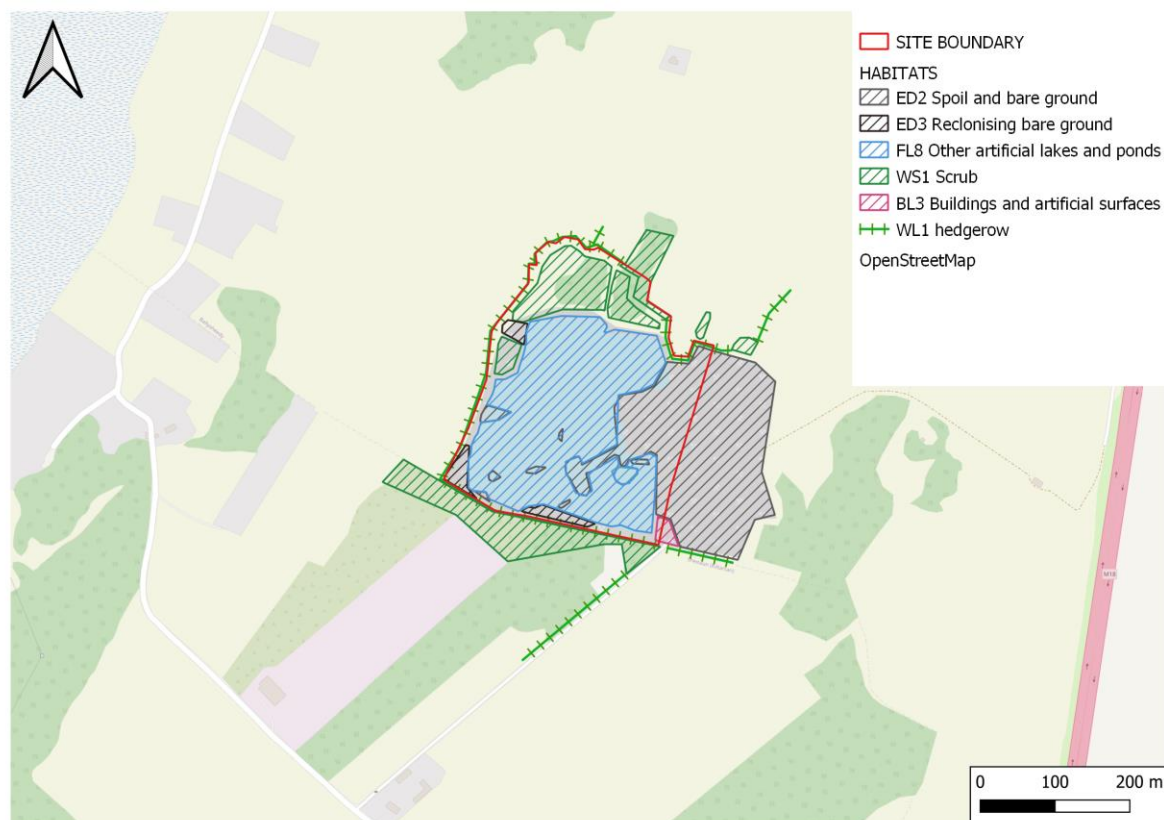 SITE BOUNDARY
HABITATS
ED2 Spoil and bare ground
ED3 Reclonising bare ground
FL8 Other artificial lakes and ponds
WS1 Scrub
BL3 Buildings and artificial surfaces
WL1 hedgerow
OpenStreetMap
M18
0 100 200 m